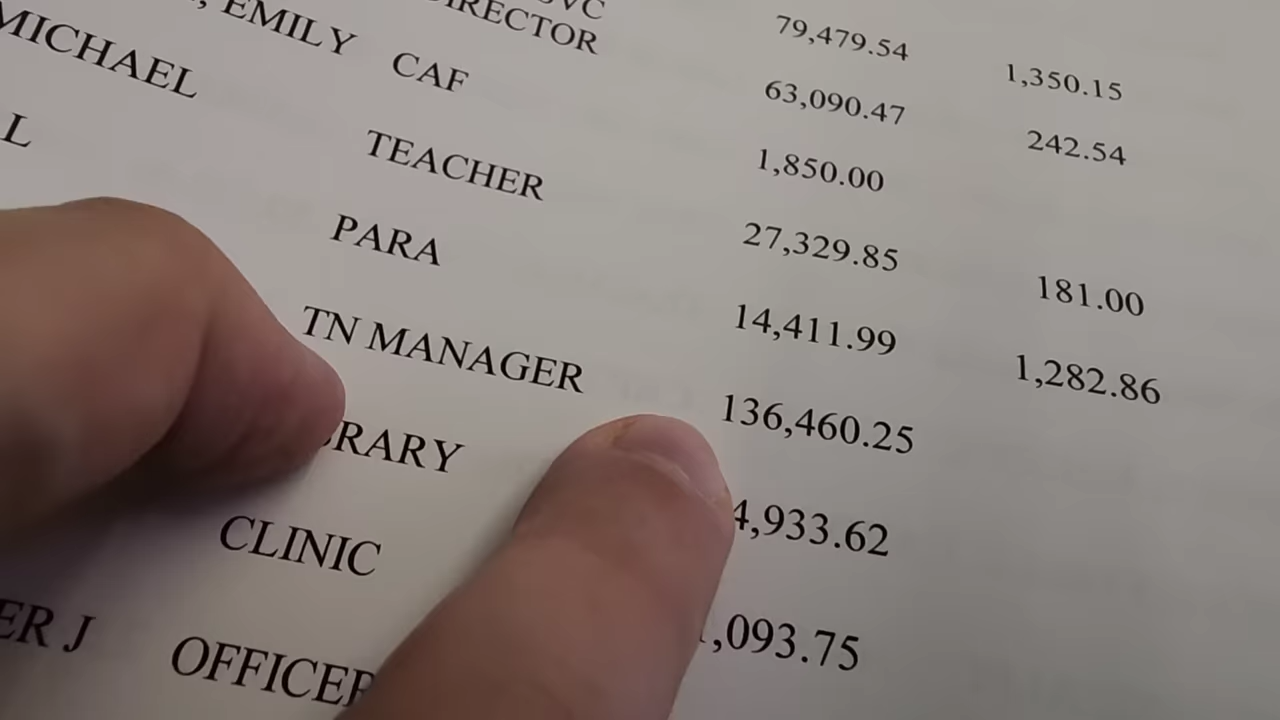 79,479.54 1,350.15
63,090.47 242.54
EMILY CAF 1,850.00
MICHAEL TEACHER 27,329.85 181.00
L PARA 14,411.99 1,282.86
TN MANAGER 136,460.25
RARY 4,933.62
CLINIC ,093.75
ER J OFFICER